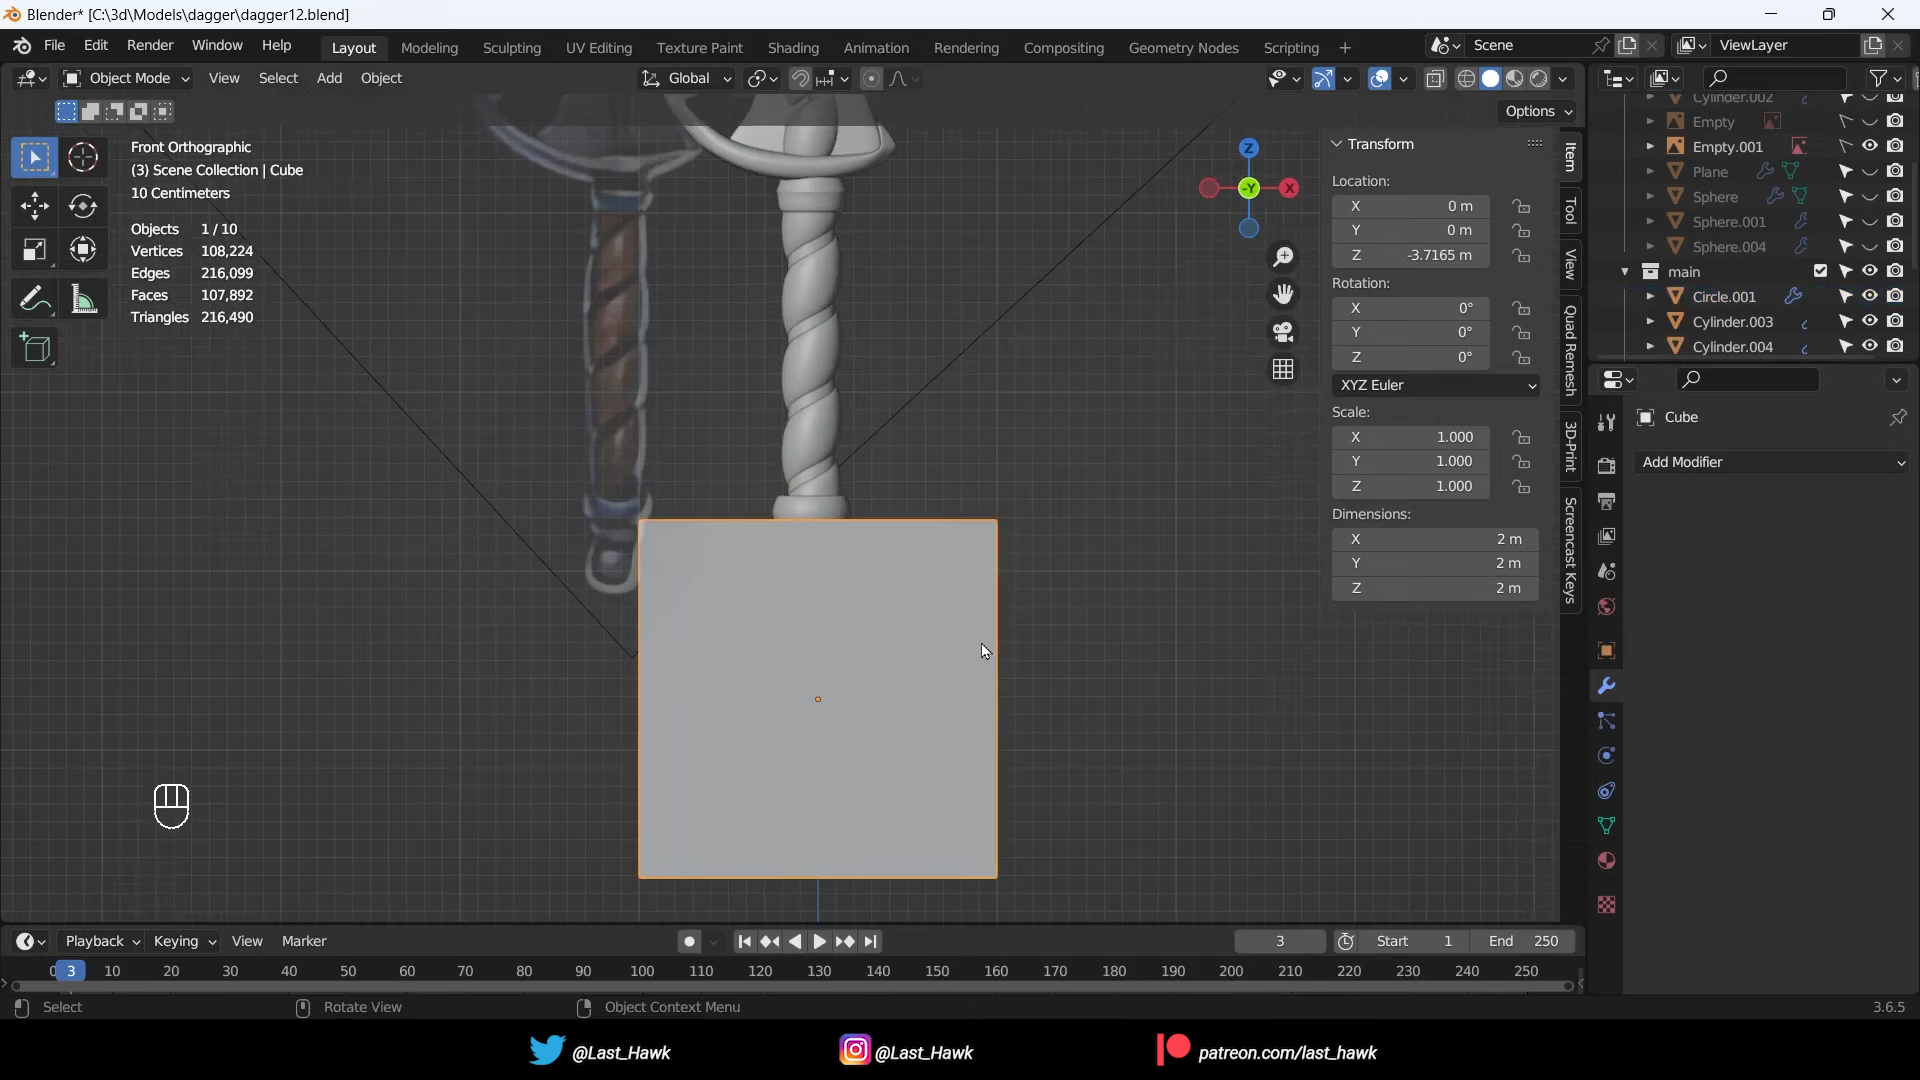 Blender* [C:\3d\Models\dagger\dagger12.blend]
File Edit Render Window Help Layout Modeling Sculpting UV Editing Texture Paint Shading Animation Rendering Compositing Geometry Nodes Scripting + Scene ViewLayer
Object Mode View Select Add Object Global
Options
Front Orthographic
(3) Scene Collection | Cube
10 Centimeters
Objects 1/10
Vertices 108,224
Edges 216,099
Faces 107,892
Triangles 216,490
Z
-Y
X
Transform
Location:
X 0 m
Y 0 m
Z -3.7165 m
Rotation:
X 0°
Y 0°
Z 0°
XYZ Euler
Scale:
X 1.000
Y 1.000
Z 1.000
Dimensions:
X 2 m
Y 2 m
Z 2 m
Item
Tool
View
Quad Remesh
3D-Print
Screencast Keys
Cylinder.002
Empty
Empty.001
Plane
Sphere
Sphere.001
Sphere.004
main
Circle.001
Cylinder.003
Cylinder.004
Cube
Add Modifier
Playback Keying View Marker 3 Start 1 End 250
0 3 10 20 30 40 50 60 70 80 90 100 110 120 130 140 150 160 170 180 190 200 210 220 230 240 250
Select Rotate View Object Context Menu 3.6.5
@Last_Hawk @Last_Hawk patreon.com/last_hawk